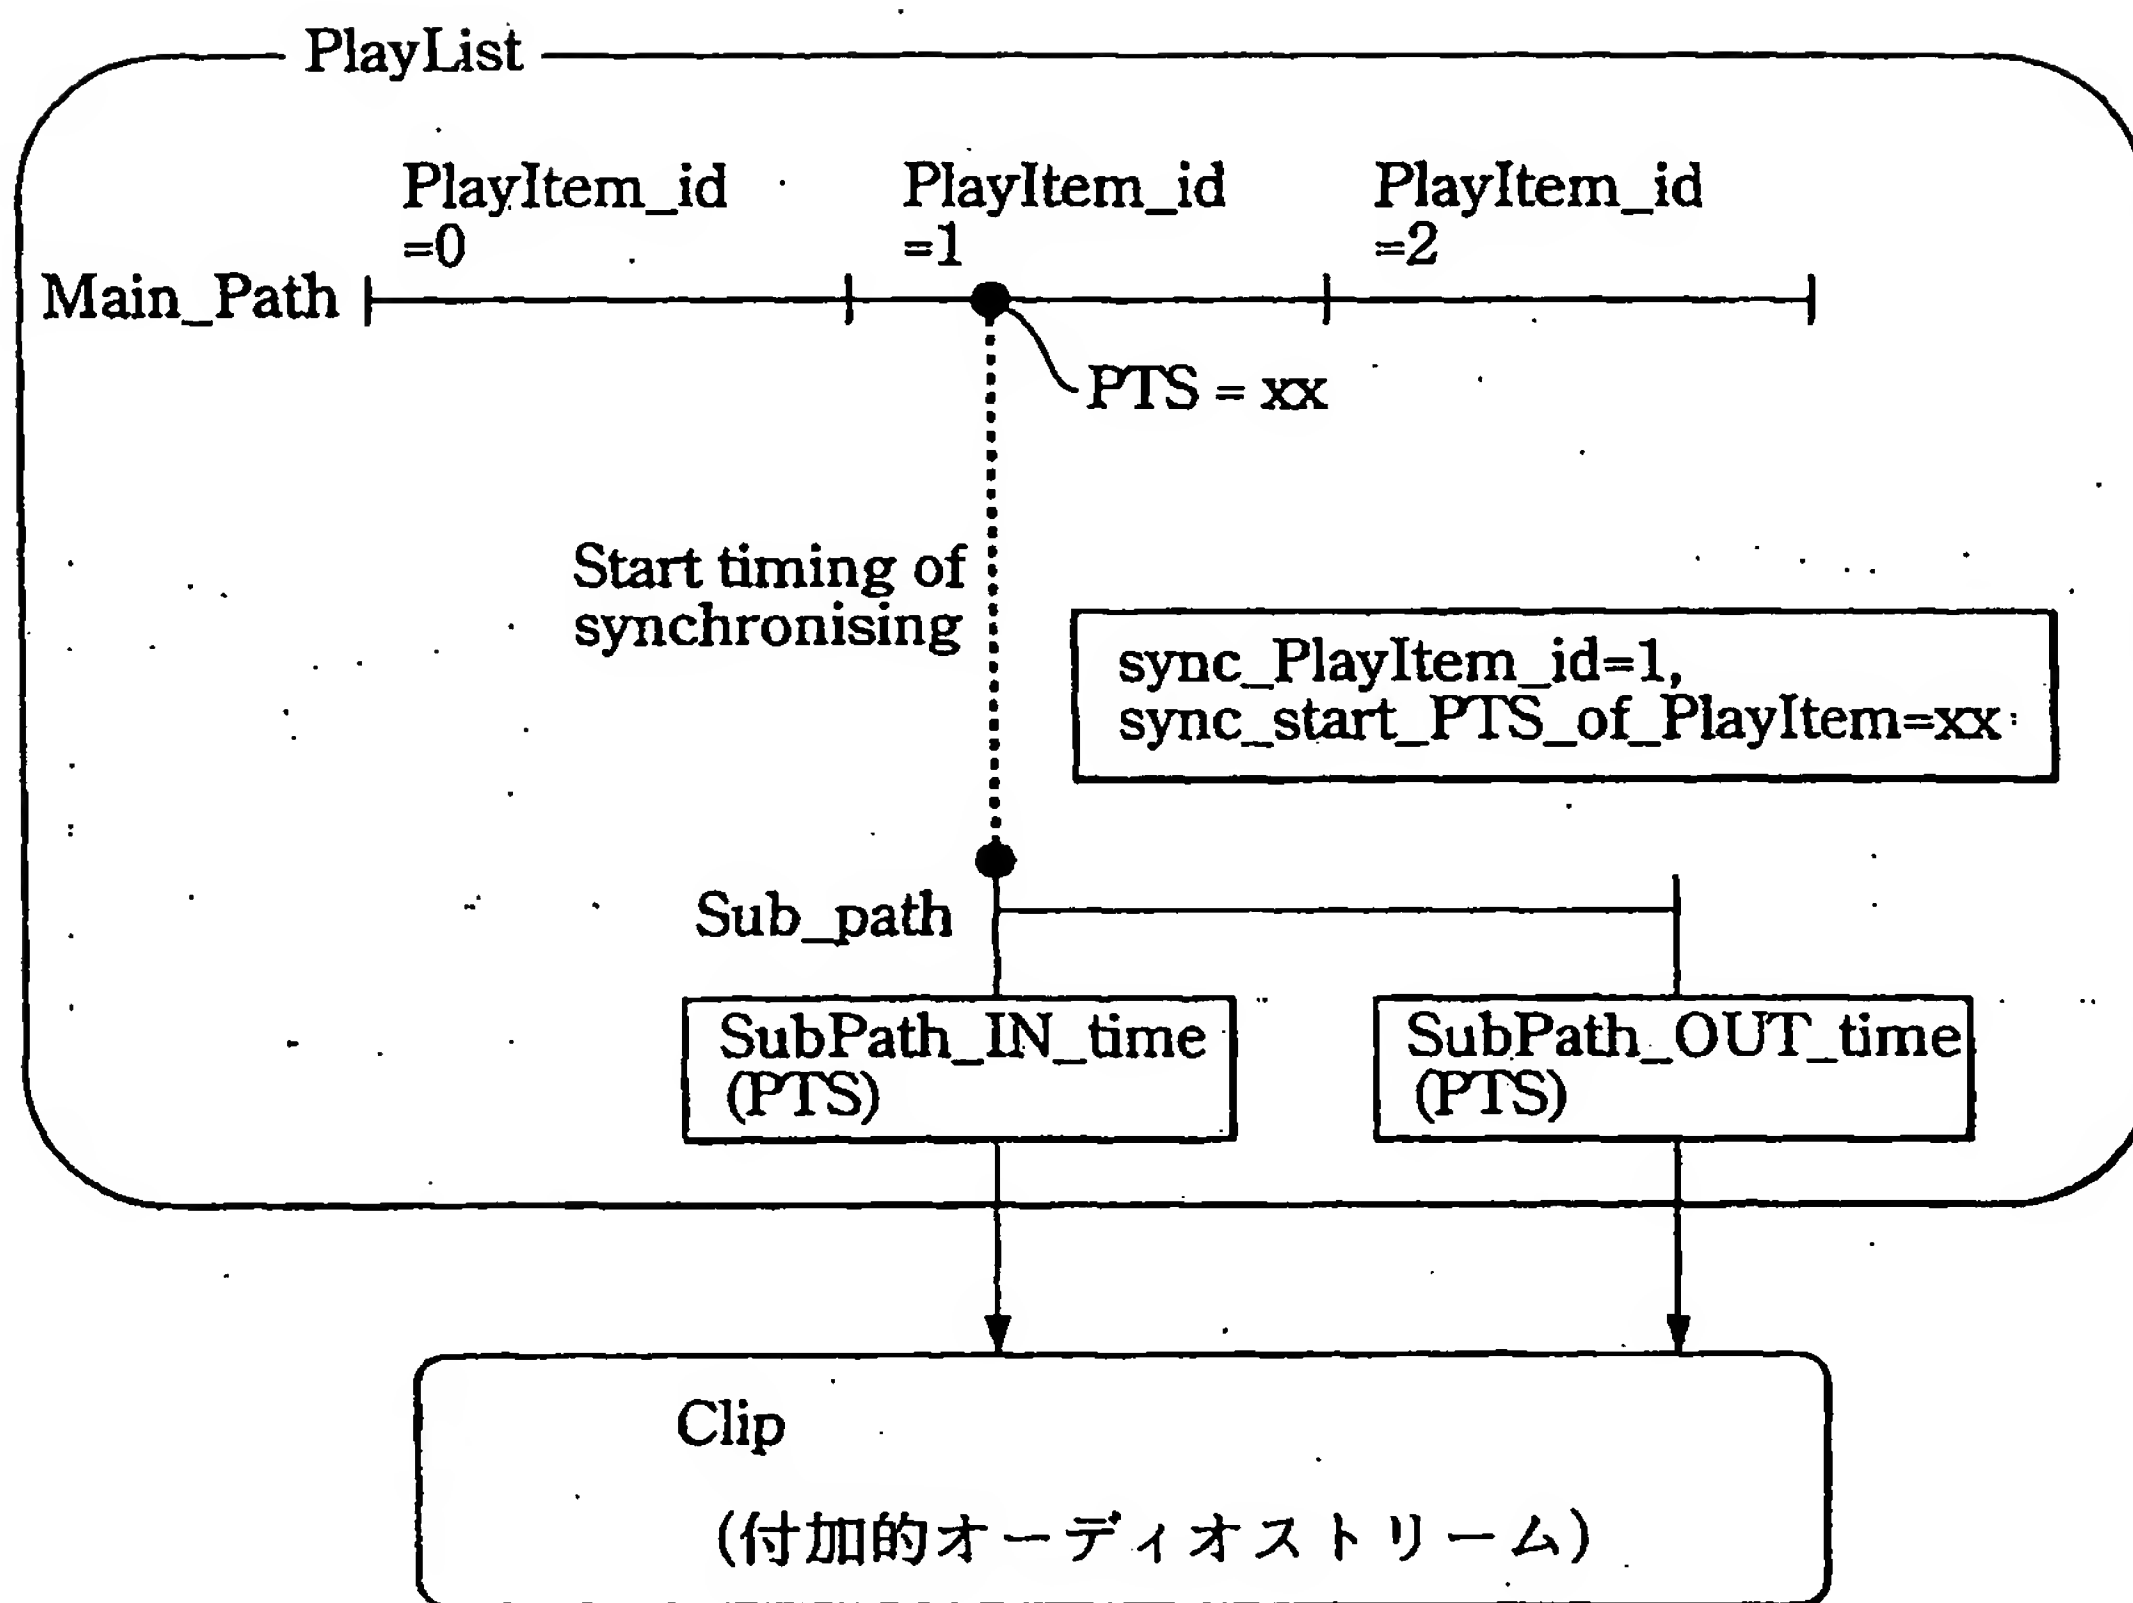 PlayList
PlayItem_id
=0
PlayItem_id
=1
PlayItem_id
=2
Main_Path
PTS = xx
Start timing of
synchronising
sync_PlayItem_id=1,
sync_start_PTS_of_PlayItem=xx
Sub_path
SubPath_IN_time
(PTS)
SubPath_OUT_time
(PTS)
Clip
(付加的オーディオストリーム)